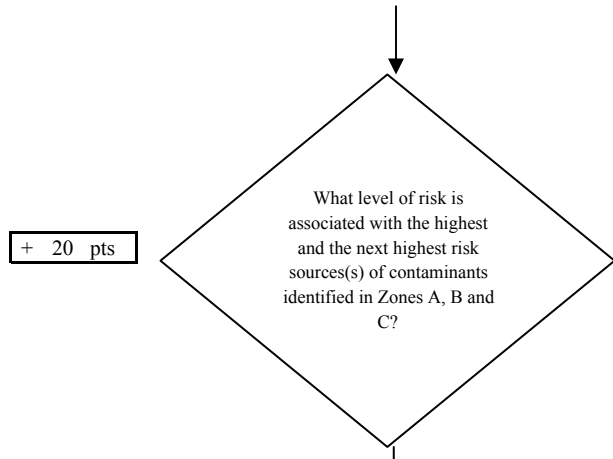 What level of risk is
associated with the highest
+ 20 pts
and the next highest risk
sources(s) of contaminants
identified in Zones A, B and
C?